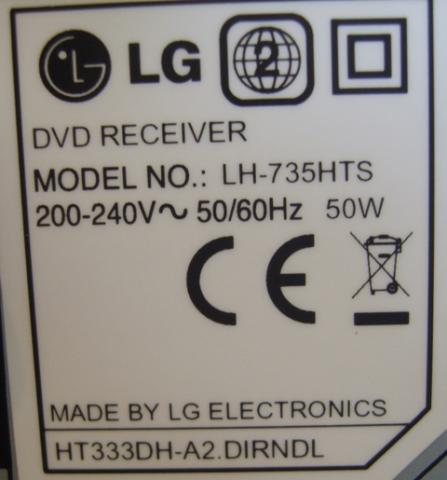 LG 2
DVD RECEIVER
MODEL NO.: LH-735HTS
200-240V~ 50/60Hz 50W
CE
MADE BY LG ELECTRONICS
HT333DH-A2.DIRNDL